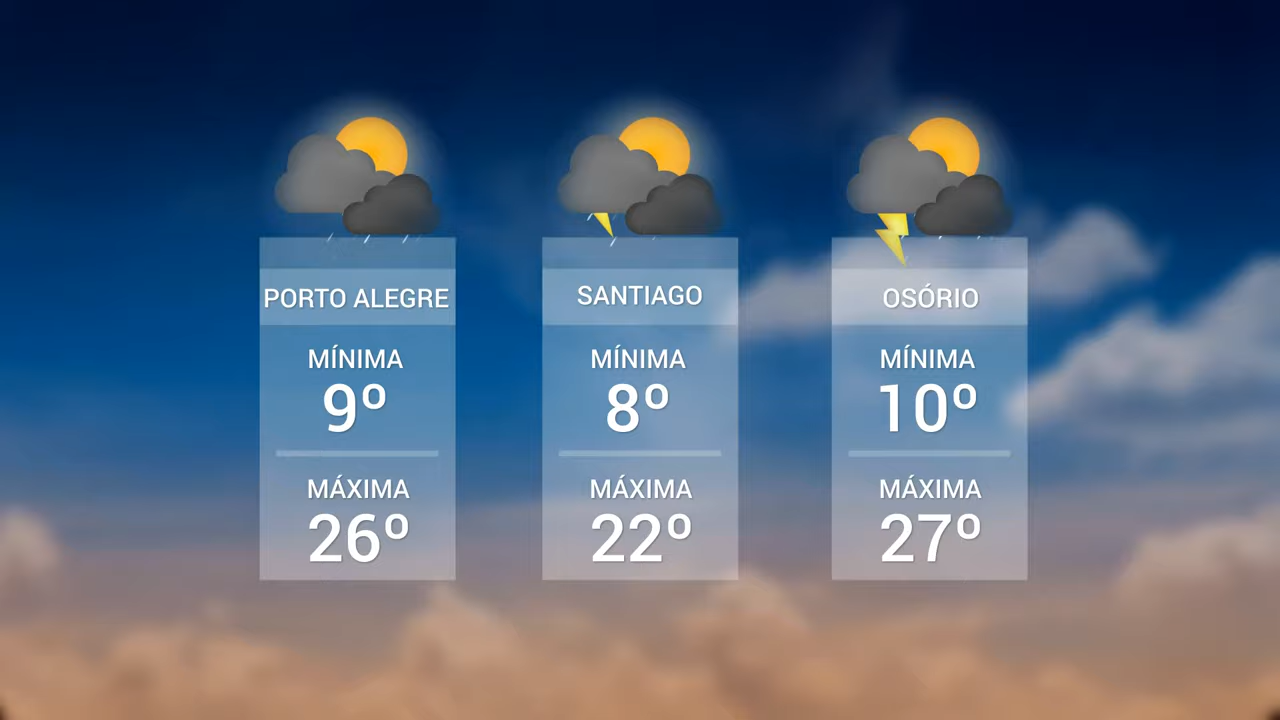 PORTO ALEGRE
MÍNIMA
9º
MÁXIMA
26º
SANTIAGO
MÍNIMA
8º
MÁXIMA
22º
OSÓRIO
MÍNIMA
10º
MÁXIMA
27º